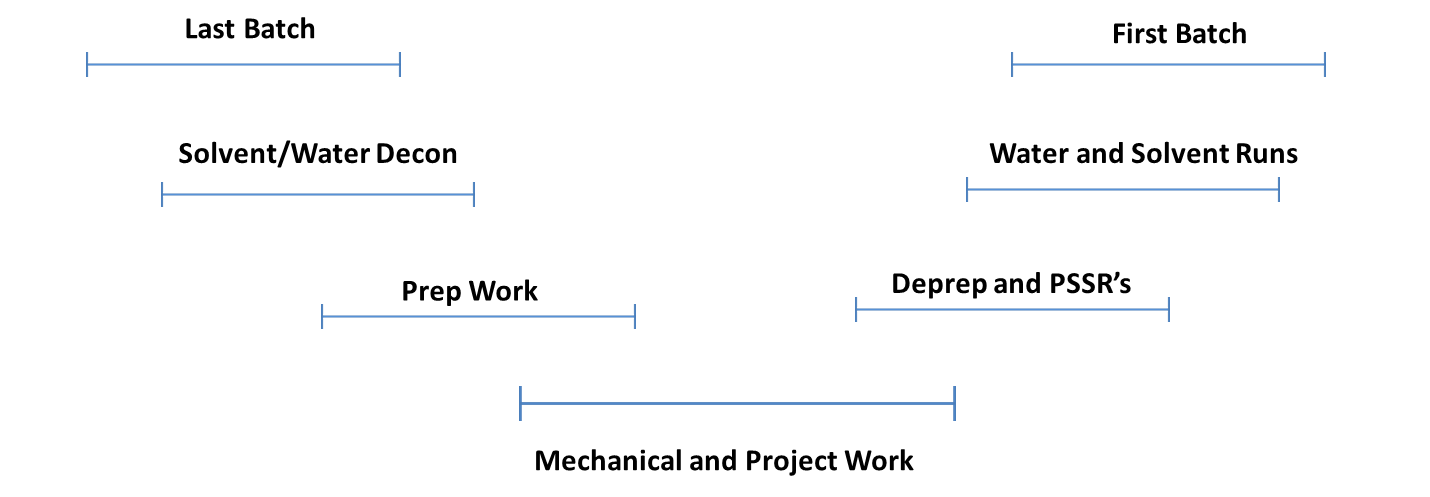 Last Batch
First Batch
Solvent/Water Decon
Water and Solvent Runs
Prep Work
Deprep and PSSR’s
Mechanical and Project Work